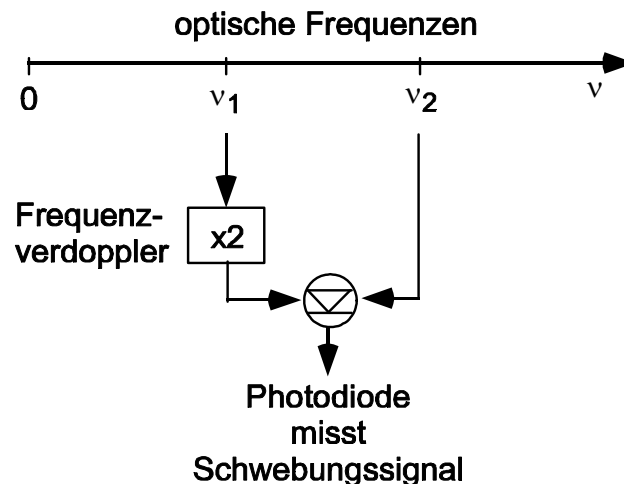 optische Frequenzen
0
ν1
ν2
ν
Frequenz-
verdoppler
x2
Photodiode
misst
Schwebungssignal